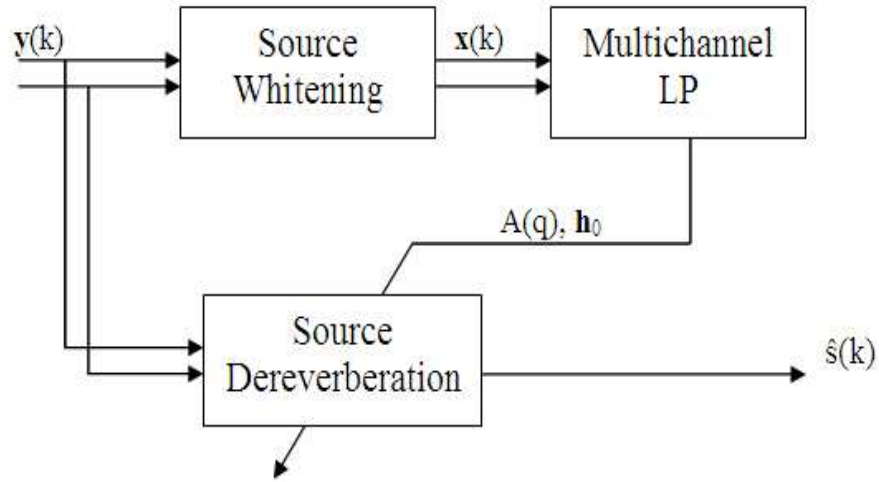 y(k)
Source
Whitening
x(k)
Multichannel
LP
A(q), h₀
Source
Dereverberation
ŝ(k)